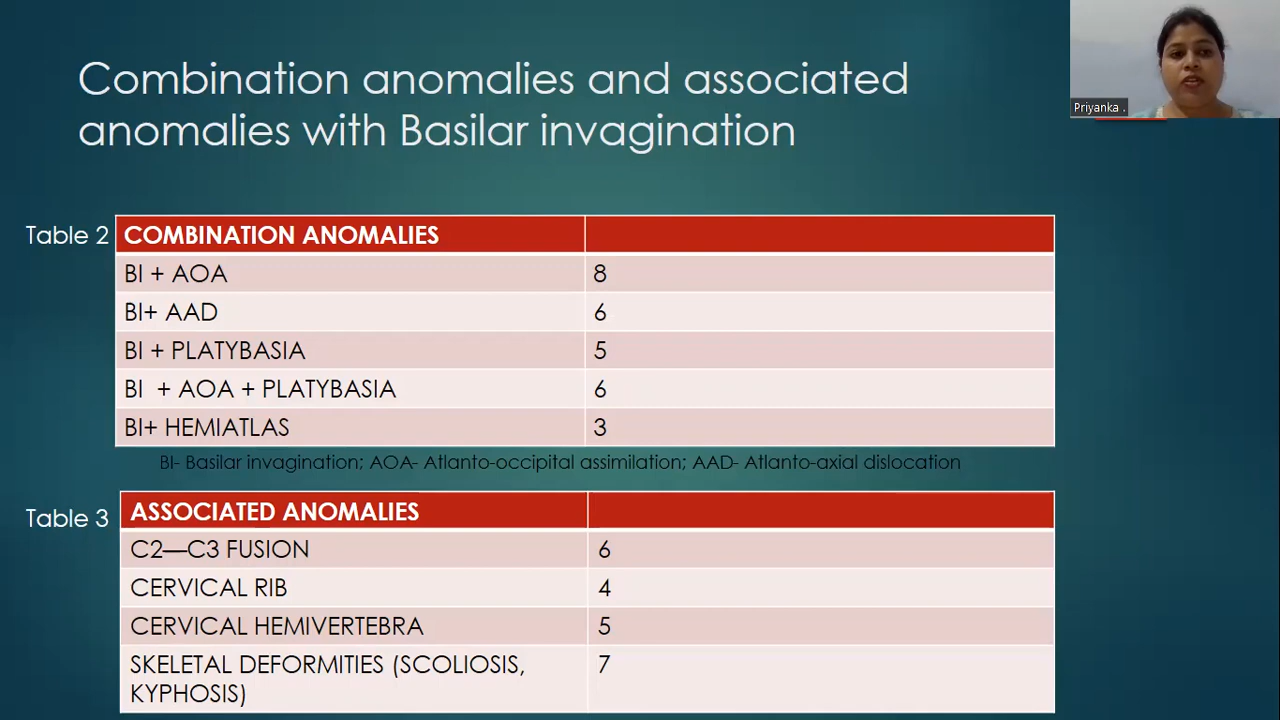 Combination anomalies and associated
anomalies with Basilar invagination
Priyanka .
Table 2
COMBINATION ANOMALIES
BI + AOA 8
BI+ AAD 6
BI + PLATYBASIA 5
BI + AOA + PLATYBASIA 6
BI+ HEMIATLAS 3
BI- Basilar invagination; AOA- Atlanto-occipital assimilation; AAD- Atlanto-axial dislocation
Table 3
ASSOCIATED ANOMALIES
C2—C3 FUSION 6
CERVICAL RIB 4
CERVICAL HEMIVERTEBRA 5
SKELETAL DEFORMITIES (SCOLIOSIS, 7
KYPHOSIS)